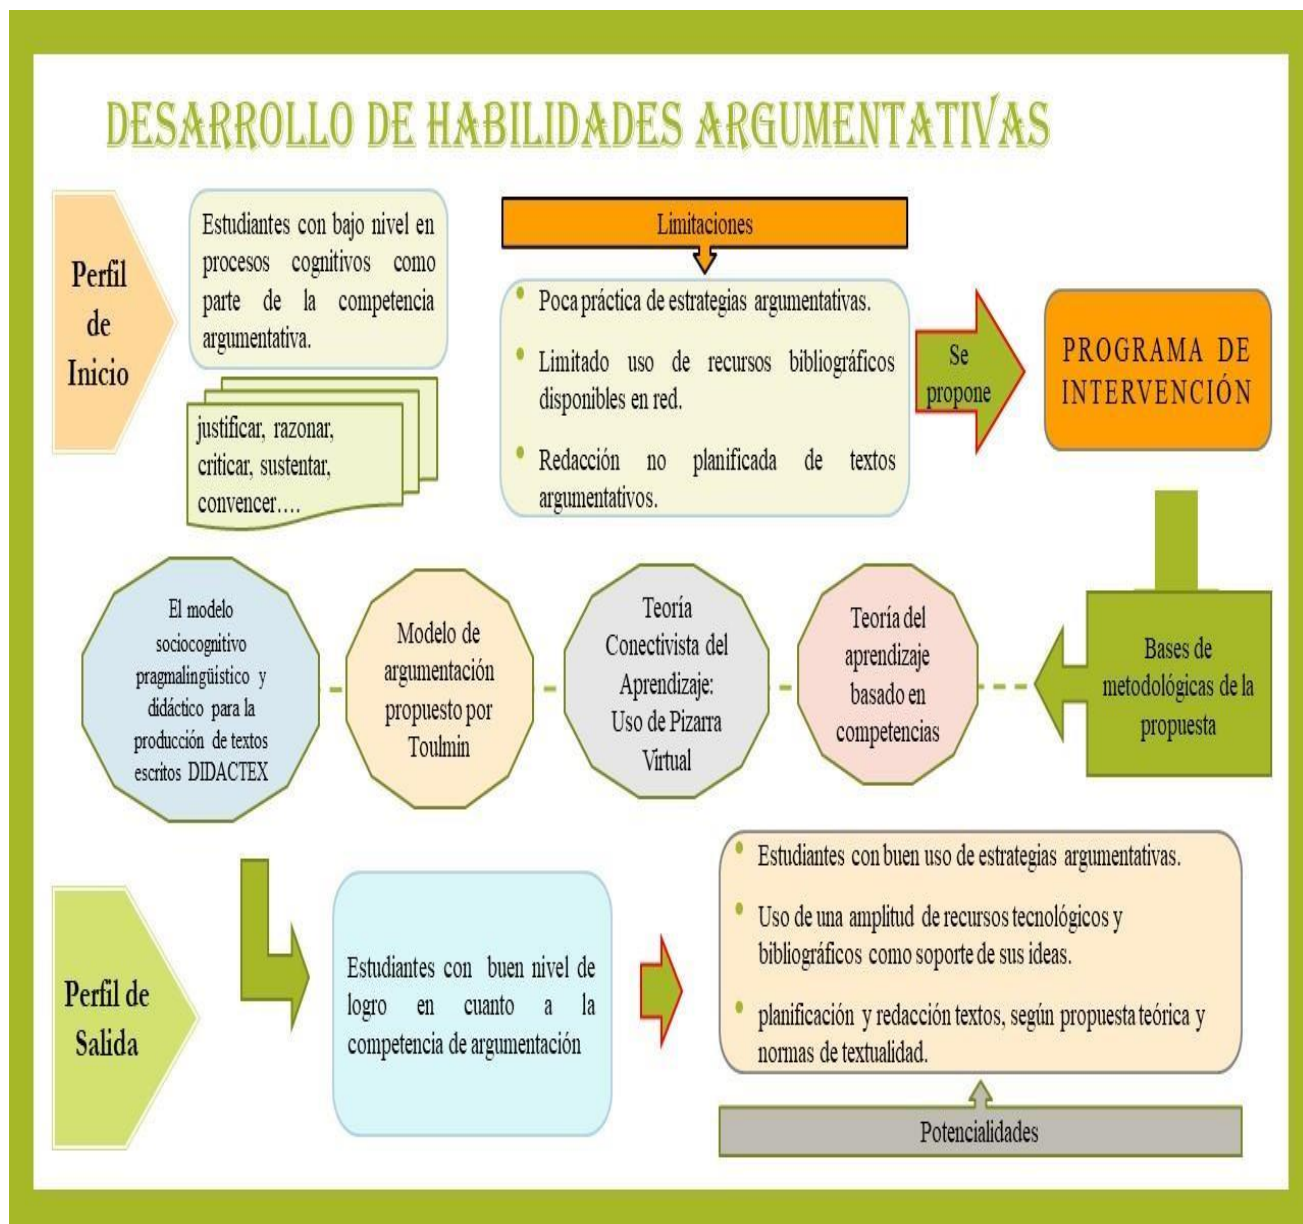 DESARROLLO DE HABILIDADES ARGUMENTATIVAS
Perfil
de
Inicio
Estudiantes con bajo nivel en
procesos cognitivos como
parte de la competencia
argumentativa.
justificar, razonar,
criticar, sustentar,
convencer….
Limitaciones
• Poca práctica de estrategias argumentativas.
• Limitado uso de recursos bibliográficos
disponibles en red.
• Redacción no planificada de textos
argumentativos.
Se
propone
PROGRAMA DE
INTERVENCIÓN
Bases de
metodológicas de la
propuesta
Teoría del
aprendizaje
basado en
competencias
Teoría
Conectivista del
Aprendizaje:
Uso de Pizarra
Virtual
Modelo de
argumentación
propuesto por
Toulmin
El modelo
sociocognitivo
pragmalingüístico y
didáctico para la
producción de textos
escritos DIDACTEX
Perfil de
Salida
Estudiantes con buen nivel de
logro en cuanto a la
competencia de argumentación
• Estudiantes con buen uso de estrategias argumentativas.
• Uso de una amplitud de recursos tecnológicos y
bibliográficos como soporte de sus ideas.
• planificación y redacción textos, según propuesta teórica y
normas de textualidad.
Potencialidades